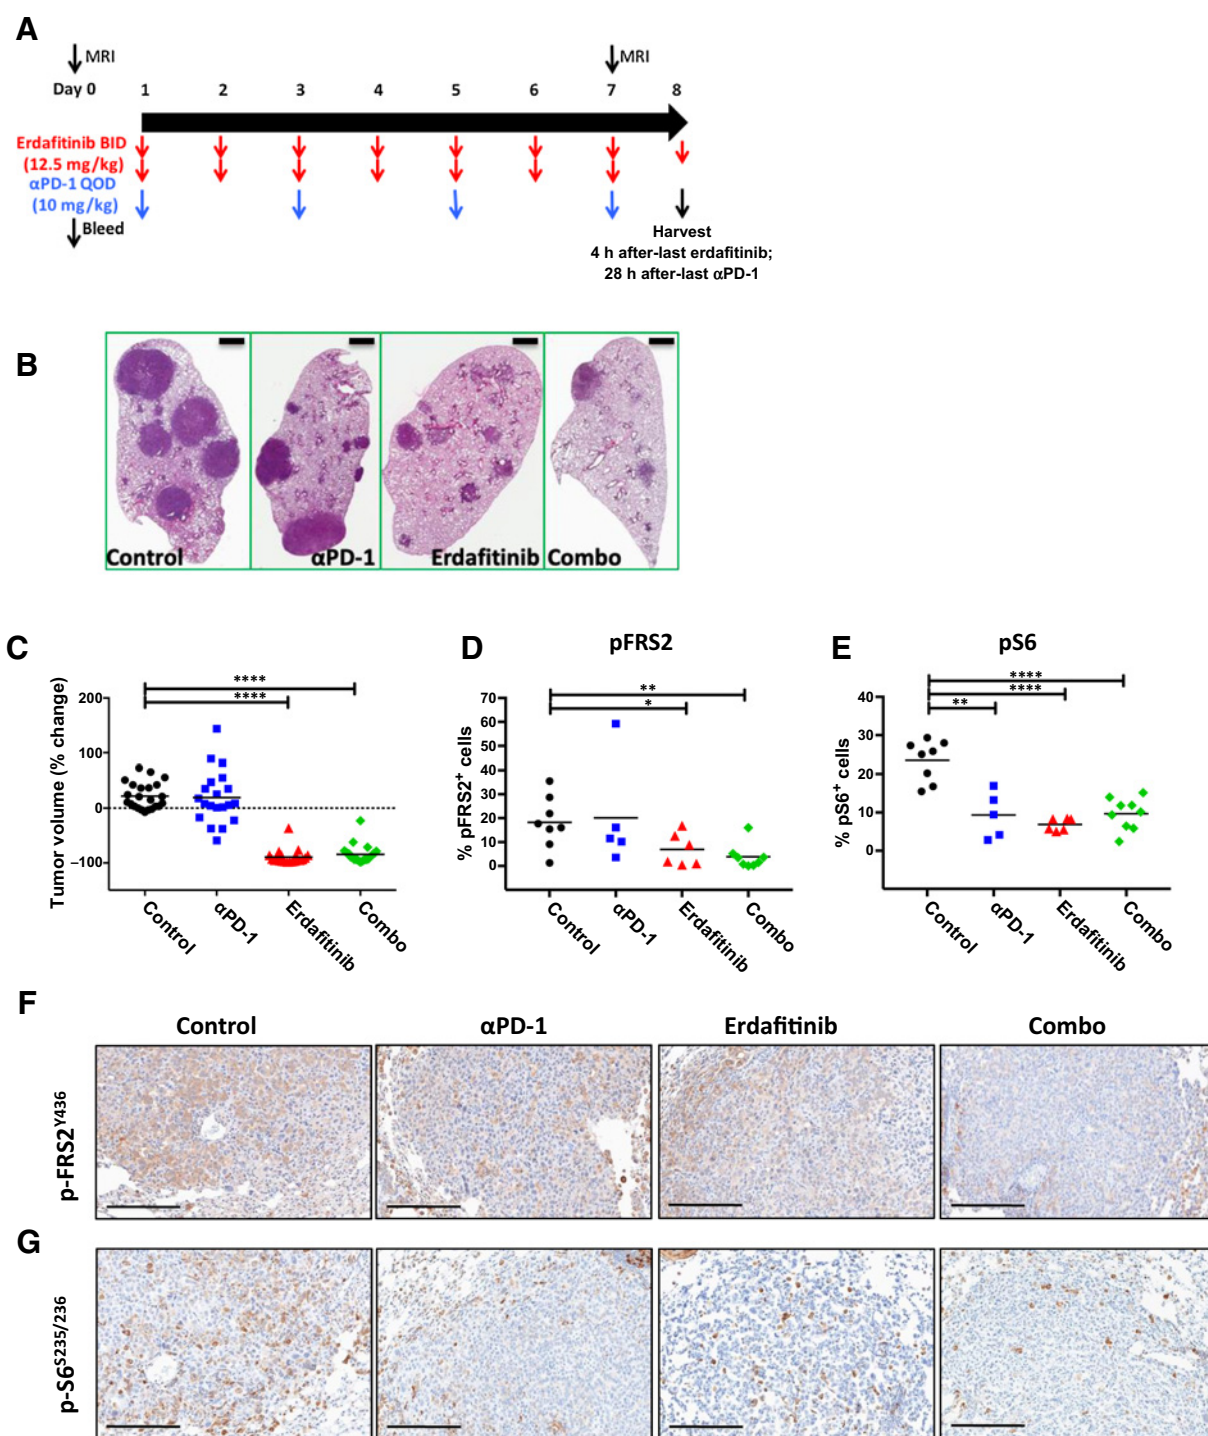 A
MRI
MRI
Day 0 1 2 3 4 5 6 7 8
Erdafitinib BID
(12.5 mg/kg)
αPD-1 QOD
(10 mg/kg)
Bleed
Harvest
4 h after-last erdafitinib;
28 h after-last αPD-1
B
Control
αPD-1
Erdafitinib
Combo
C
Tumor volume (% change)
200
100
0
−100
****
****
Control
αPD-1
Erdafitinib
Combo
D
pFRS2
% pFRS2+ cells
70
60
50
40
30
20
10
0
**
*
Control
αPD-1
Erdafitinib
Combo
E
pS6
% pS6+ cells
40
30
20
10
0
****
****
**
Control
αPD-1
Erdafitinib
Combo
F
Control αPD-1 Erdafitinib Combo
p-FRS2Y436
G
p-S6S235/236